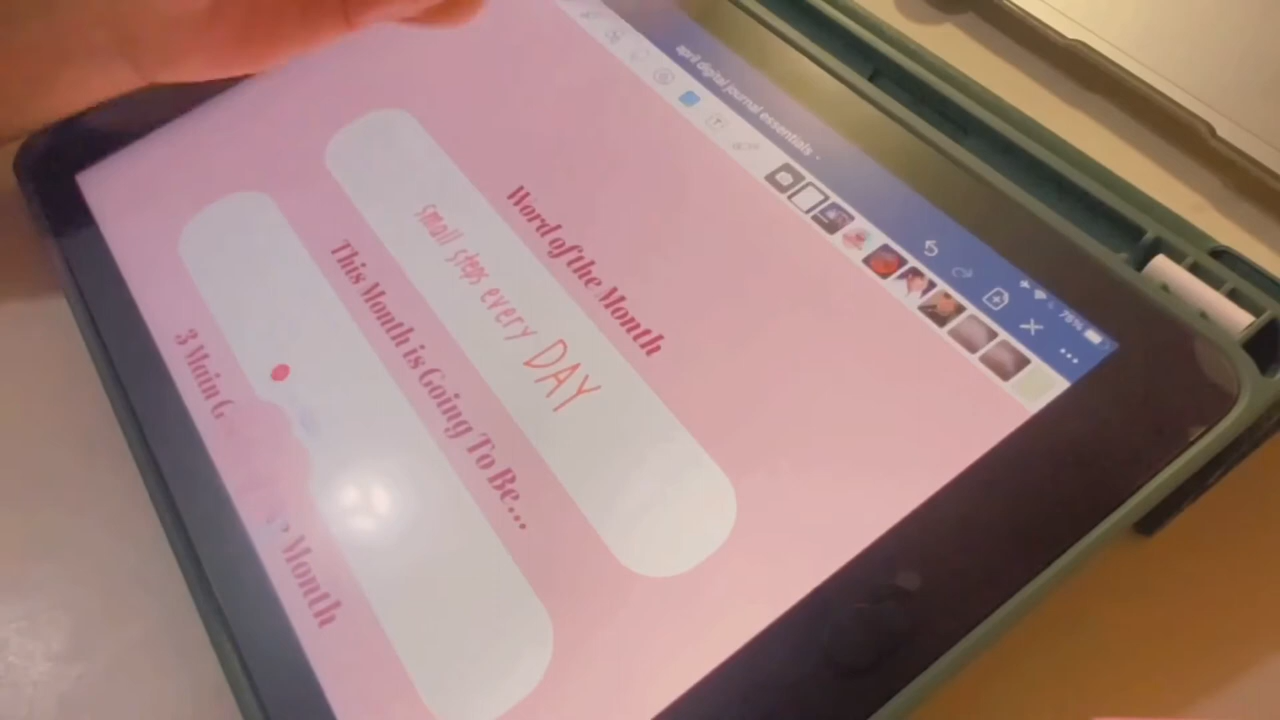 april digital journal essentials
75%
Word of the Month
small steps every DAY
This Month is Going To Be...
3 Main G
Month